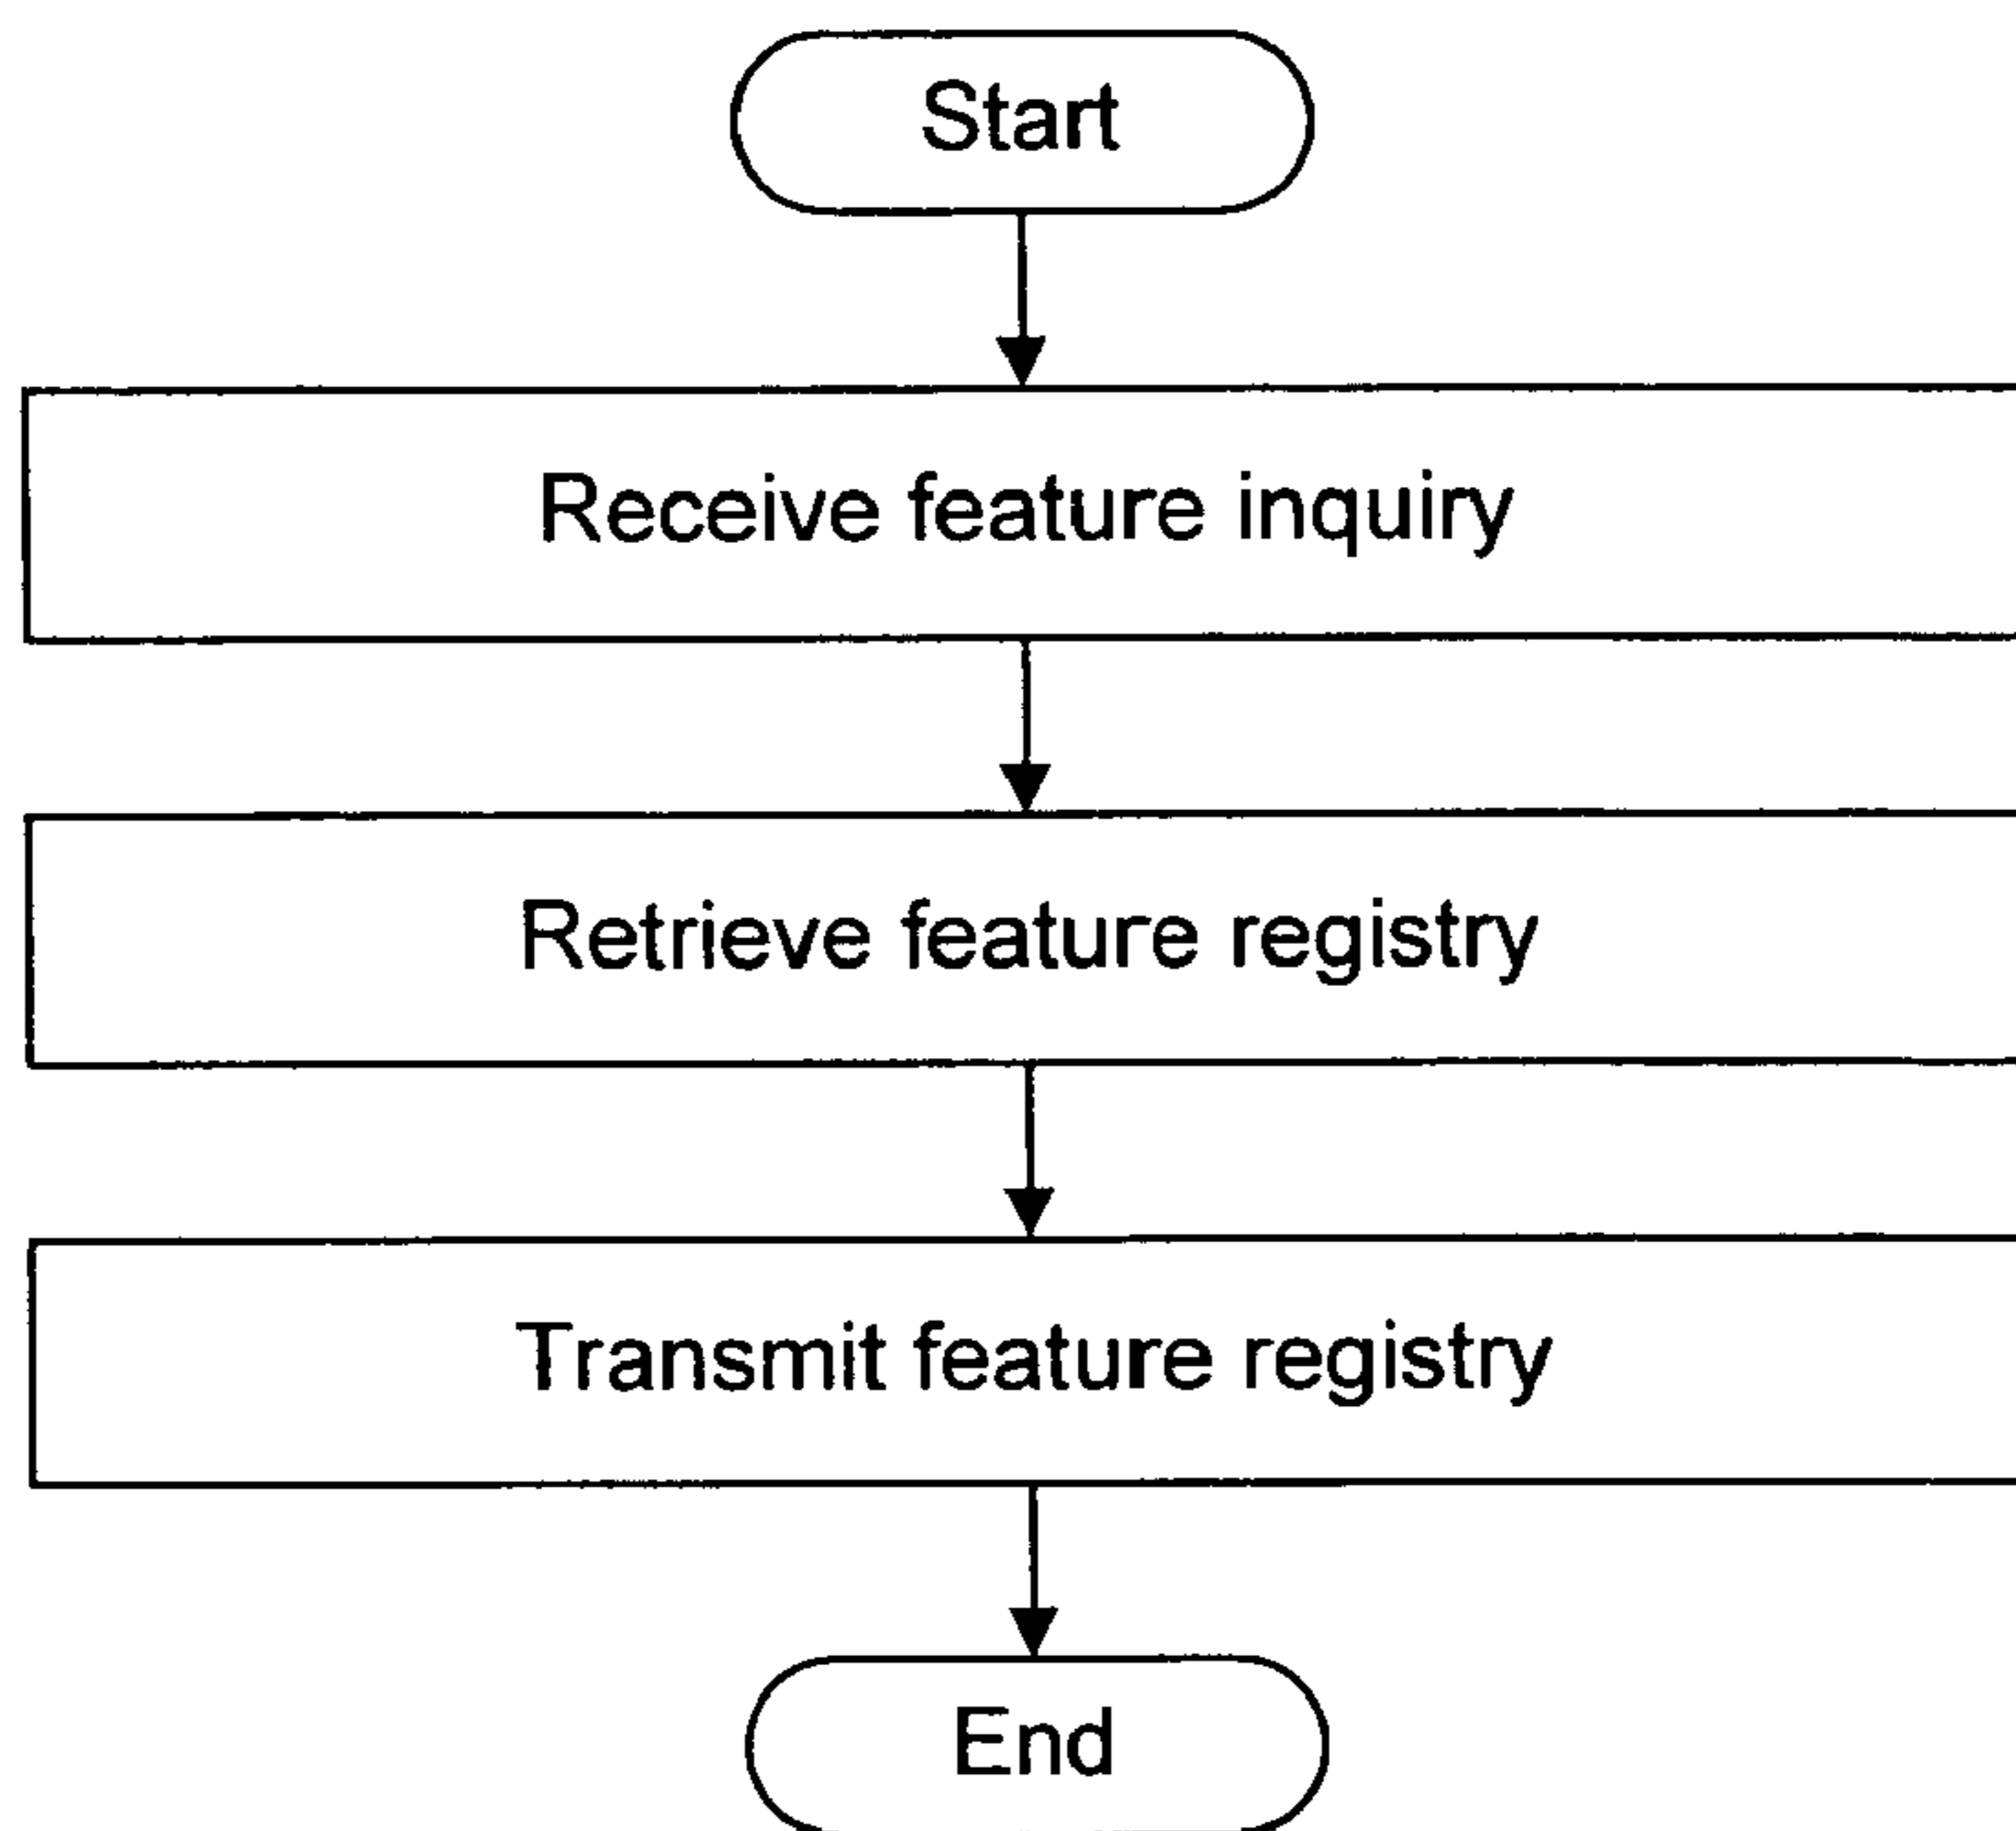 Start
Receive feature inquiry
Retrieve feature registry
Transmit feature registry
End